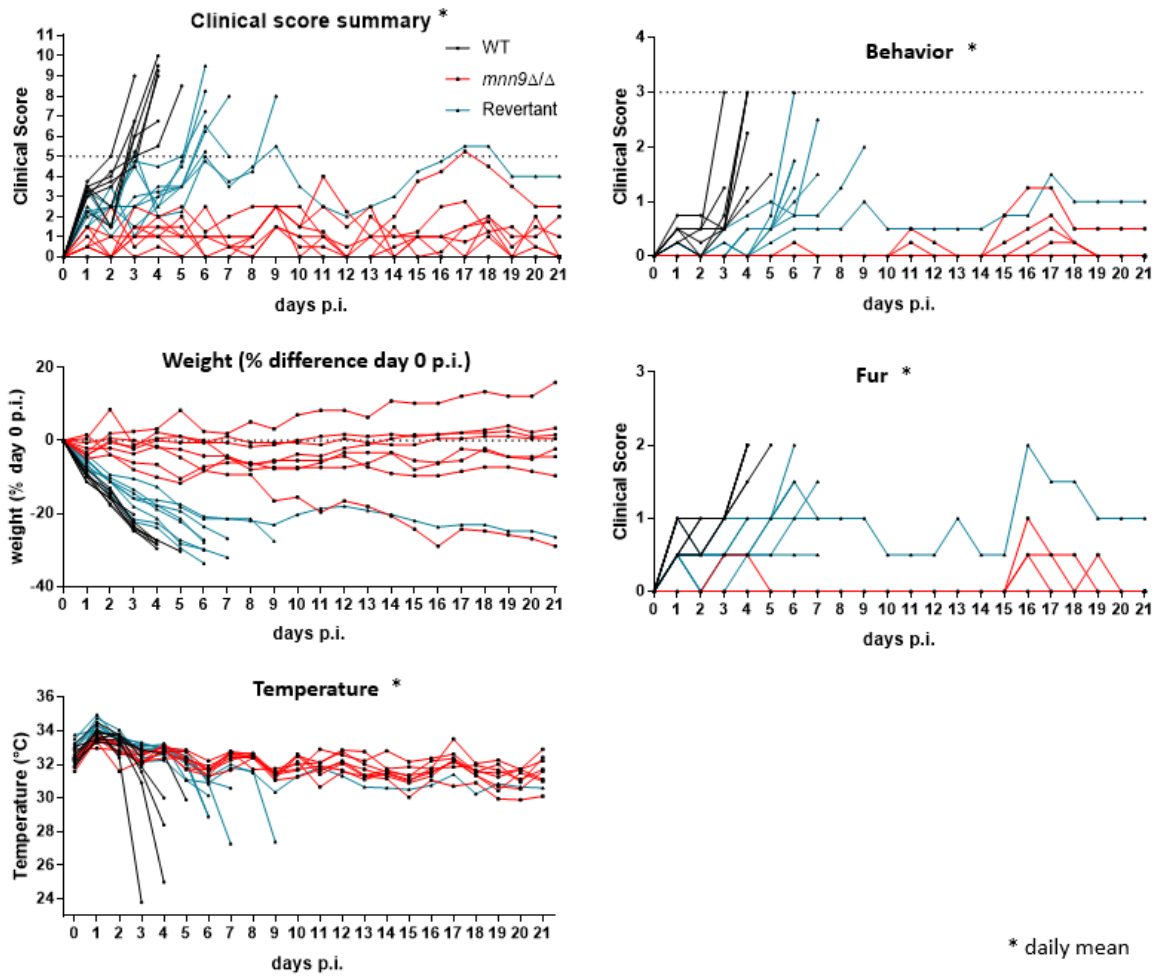 Clinical score summary *
11
10
9
8
7
6
5
4
3
2
1
0
Clinical Score
WT
mnn9Δ/Δ
Revertant
0 1 2 3 4 5 6 7 8 9 10 11 12 13 14 15 16 17 18 19 20 21
days p.i.
Behavior *
4
3
2
1
0
Clinical Score
0 1 2 3 4 5 6 7 8 9 10 11 12 13 14 15 16 17 18 19 20 21
days p.i.
Weight (% difference day 0 p.i.)
20
0
-20
-40
weight (% day 0 p.i.)
0 1 2 3 4 5 6 7 8 9 10 11 12 13 14 15 16 17 18 19 20 21
days p.i.
Fur *
3
2
1
0
Clinical Score
0 1 2 3 4 5 6 7 8 9 10 11 12 13 14 15 16 17 18 19 20 21
days p.i.
Temperature *
36
34
32
30
28
26
24
Temperature (°C)
0 1 2 3 4 5 6 7 8 9 10 11 12 13 14 15 16 17 18 19 20 21
days p.i.
* daily mean